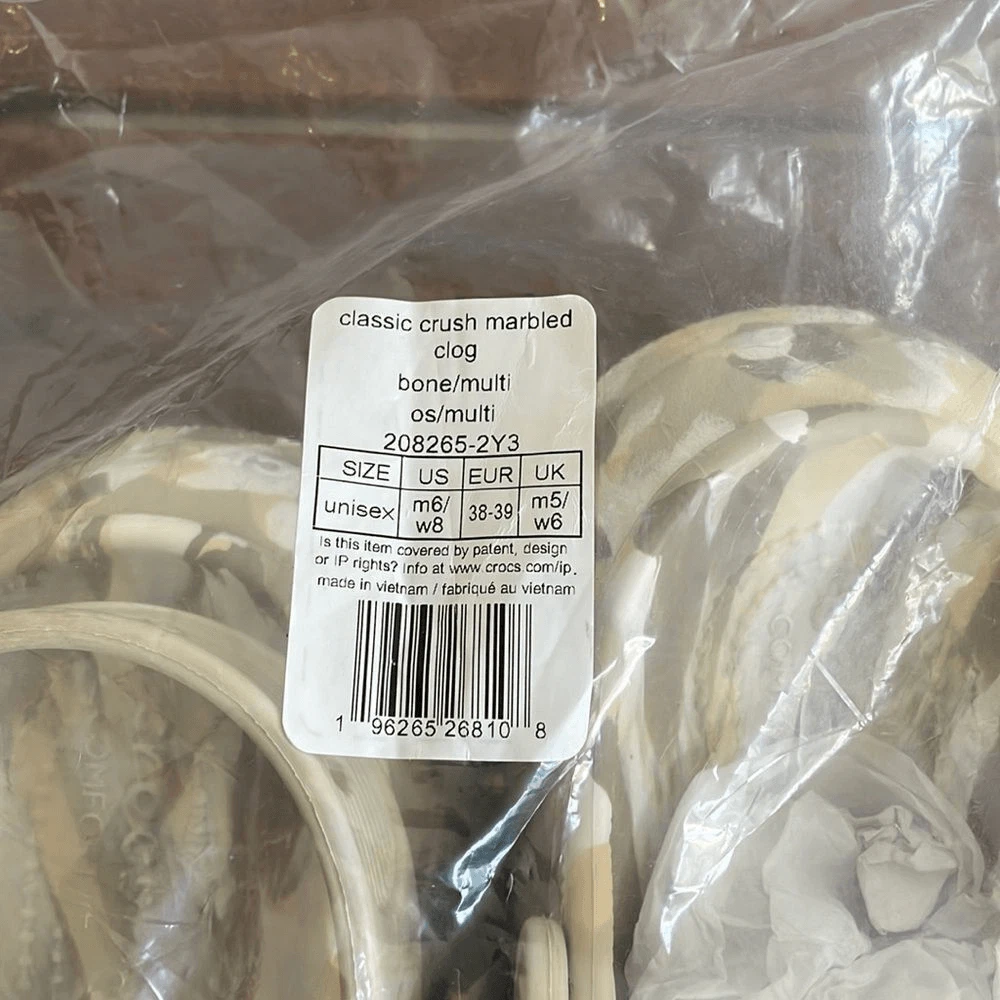 classic crush marbled
clog
bone/multi
os/multi
208265-2Y3
SIZE US EUR UK
unisex m6/ w8 38-39 m5/ w6
Is this item covered by patent, design
or IP rights? Info at www.crocs.com/ip.
made in vietnam / fabriqué au vietnam
1 96265 26810 8